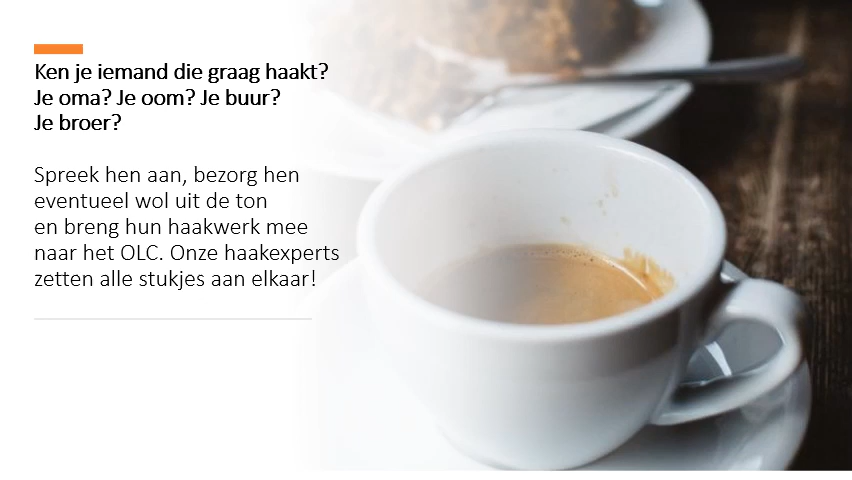 Ken je iemand die graag haakt?
Je oma? Je oom? Je buur?
Je broer?
Spreek hen aan, bezorg hen
eventueel wol uit de ton
en breng hun haakwerk mee
naar het OLC. Onze haakexperts
zetten alle stukjes aan elkaar!